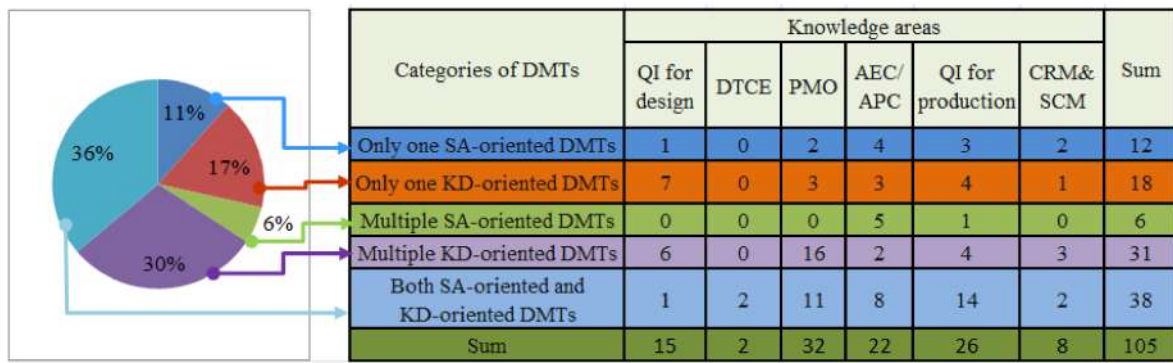 11%
17%
6%
30%
36%
Categories of DMTs
Knowledge areas
Sum
QI for
design
DTCE
PMO
AEC/
APC
QI for
production
CRM&
SCM
Only one SA-oriented DMTs 1 0 2 4 3 2 12
Only one KD-oriented DMTs 7 0 3 3 4 1 18
Multiple SA-oriented DMTs 0 0 0 5 1 0 6
Multiple KD-oriented DMTs 6 0 16 2 4 3 31
Both SA-oriented and
KD-oriented DMTs 1 2 11 8 14 2 38
Sum 15 2 32 22 26 8 105